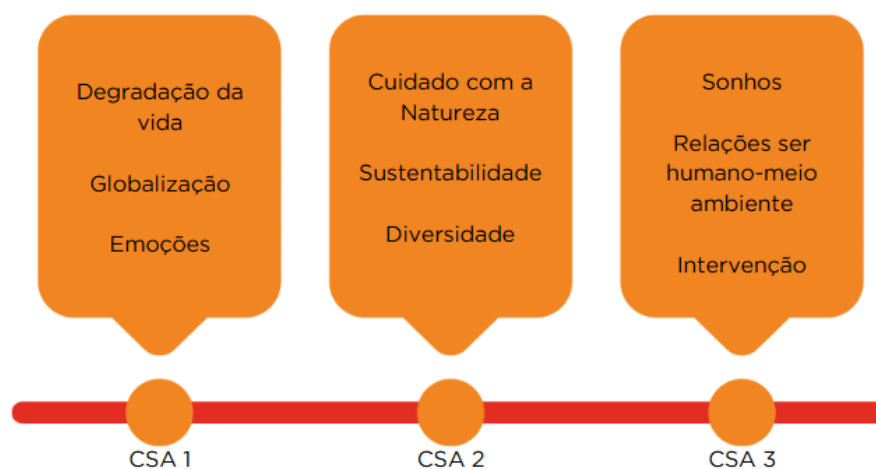 Degradação da
vida
Globalização
Emoções
CSA 1
Cuidado com a
Natureza
Sustentabilidade
Diversidade
CSA 2
Sonhos
Relações ser
humano-meio
ambiente
Intervenção
CSA 3